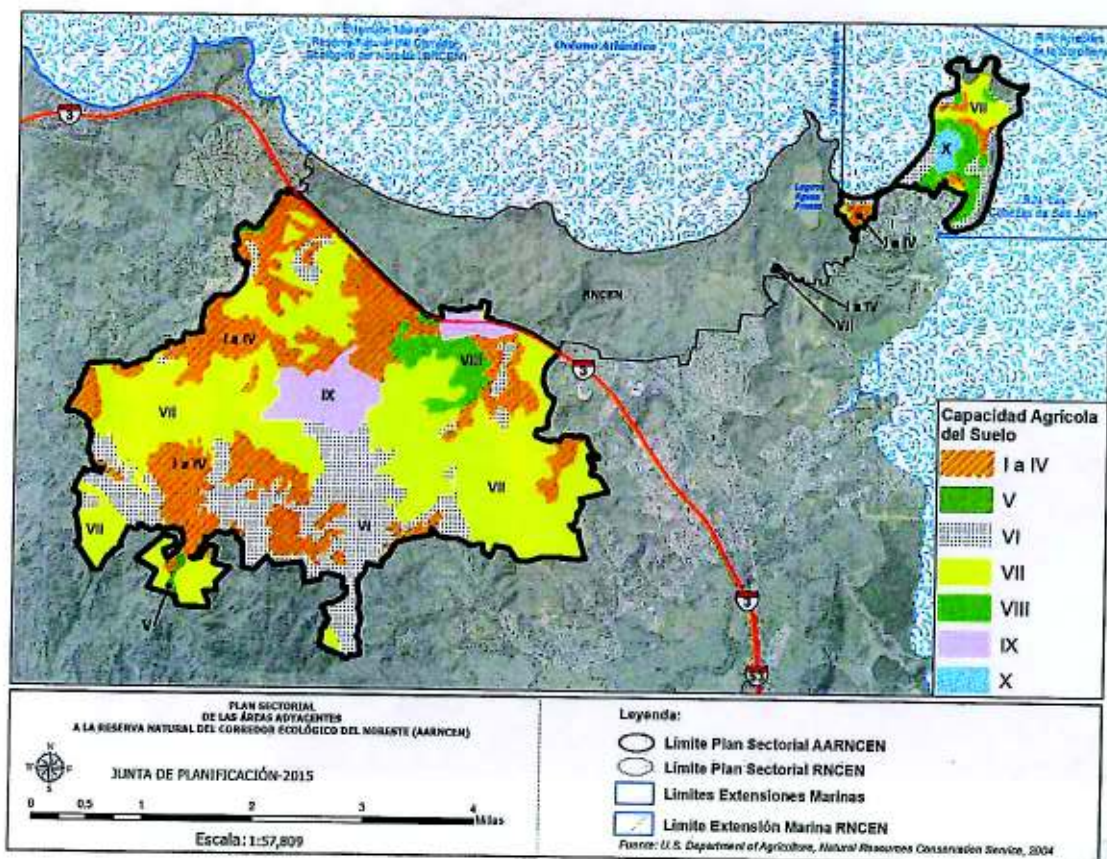 Océano Atlántico
3
VII
X
I a IV
I a IV
VII
RNCEN
3
I a IV
VIII
IX
VII
I a IV
VII
VI
VII
V
3
Capacidad Agrícola
del Suelo
I a IV
V
VI
VII
VIII
IX
X
PLAN SECTORIAL
DE LAS ÁREAS ADYACENTES
A LA RESERVA NATURAL DEL CORREDOR ECOLÓGICO DEL NORESTE (AARNCEN)
JUNTA DE PLANIFICACIÓN-2015
0 0.5 1 2 3 4
Millas
Escala: 1:57,809
Leyenda:
Límite Plan Sectorial AARNCEN
Límite Plan Sectorial RNCEN
Límites Extensiones Marinas
Límite Extensión Marina RNCEN
Fuente: U.S. Department of Agriculture, Natural Resources Conservation Service, 2004